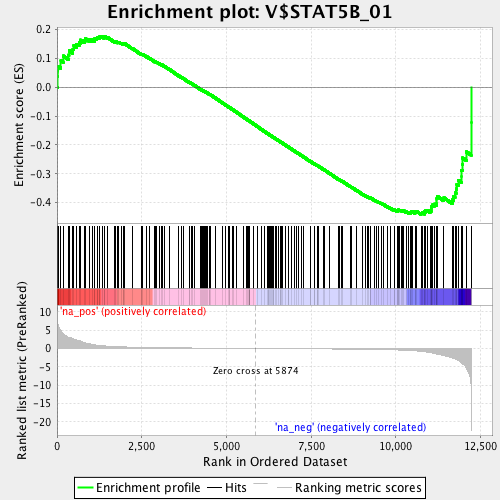 Enrichment plot: V$STAT5B_01
Enrichment score (ES)
0.2
0.1
0.0
-0.1
-0.2
-0.3
-0.4
'na_pos' (positively correlated)
Ranked list metric (PreRanked)
10
5
0
-5
-10
-15
-20
Zero cross at 5874
'na_neg' (negatively correlated)
0
2,500
5,000
7,500
10,000
12,500
Rank in Ordered Dataset
Enrichment profile
Hits
Ranking metric scores